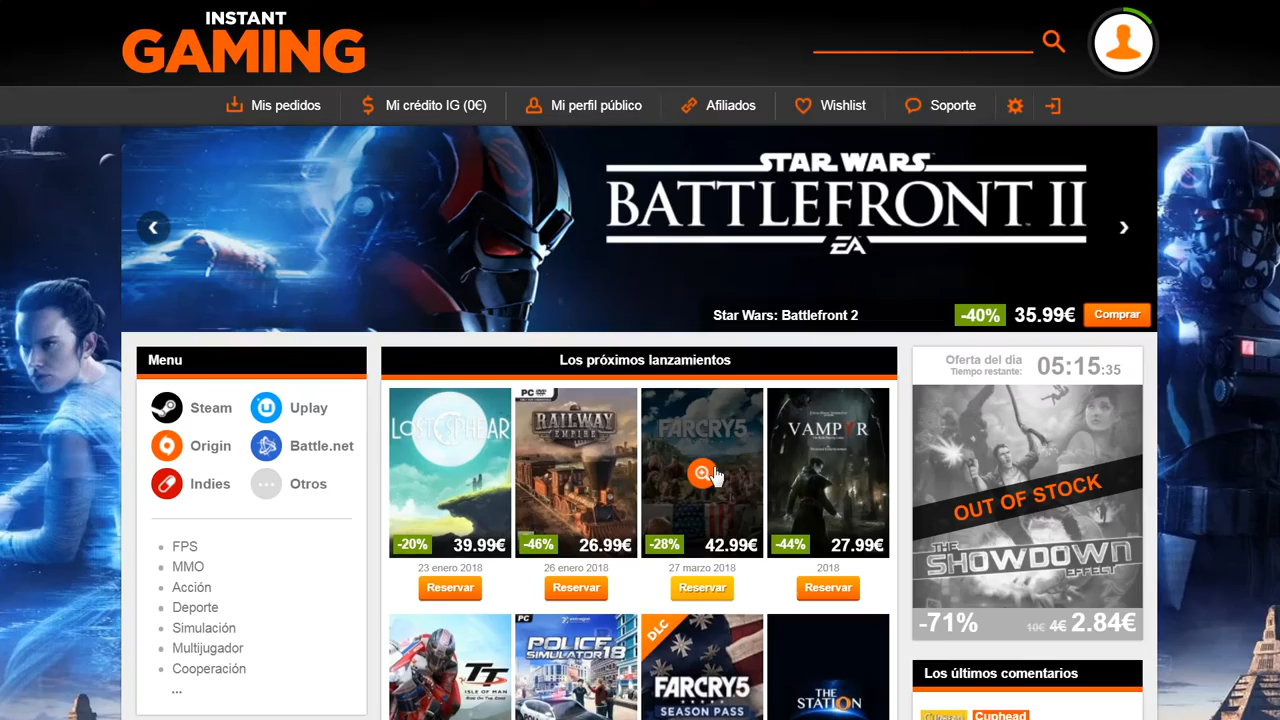 INSTANT
GAMING
Mis pedidos
Mi crédito IG (0€)
Mi perfil público
Afiliados
Wishlist
Soporte
STAR WARS
BATTLEFRONT II
EA
Star Wars: Battlefront 2
-40%
35.99€
Comprar
Menu
Steam
Uplay
Origin
Battle.net
Indies
Otros
FPS
MMO
Acción
Deporte
Simulación
Multijugador
Cooperación
...
Los próximos lanzamientos
LOST SPHEAR
-20%
39.99€
23 enero 2018
Reservar
PC DVD
RAILWAY
EMPIRE
-46%
26.99€
26 enero 2018
Reservar
FARCRY5
-28%
42.99€
27 marzo 2018
Reservar
VAMPYR
-44%
27.99€
2018
Reservar
TT
ISLE OF MAN
PC
POLICE
SIMULATOR 18
DLC
FARCRY5
SEASON PASS
THE
STATION
Oferta del día
Tiempo restante:
05:15:35
OUT OF STOCK
THE
SHOWDOWN
EFFECT
-71%
10€ 4€ 2.84€
Los últimos comentarios
Cuphead